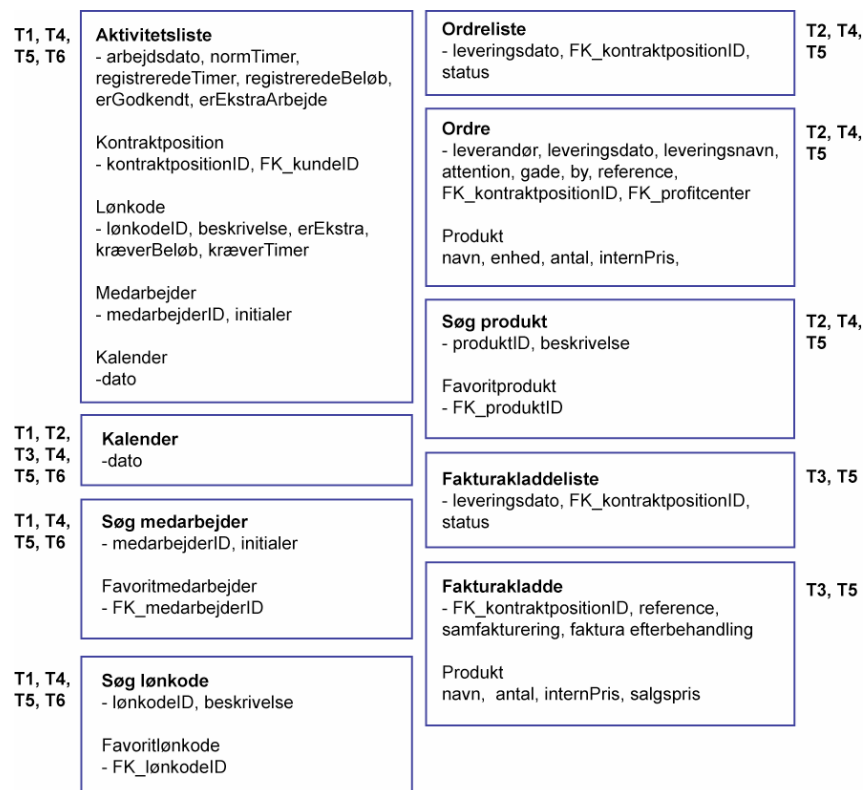 T1, T4,
T5, T6
Aktivitetsliste
- arbejdsdato, normTimer,
registreredeTimer, registreredeBeløb,
erGodkendt, erEkstraArbejde
Kontraktposition
- kontraktpositionID, FK_kundeID
Lønkode
- lønkodeID, beskrivelse, erEkstra,
kræverBeløb, kræverTimer
Medarbejder
- medarbejderID, initialer
Kalender
-dato
T1, T2,
T3, T4,
T5, T6
Kalender
-dato
T1, T4,
T5, T6
Søg medarbejder
- medarbejderID, initialer
Favoritmedarbejder
- FK_medarbejderID
T1, T4,
T5, T6
Søg lønkode
- lønkodeID, beskrivelse
Favoritlønkode
- FK_lønkodeID
Ordreliste
- leveringsdato, FK_kontraktpositionID,
status
T2, T4,
T5
Ordre
- leverandør, leveringsdato, leveringsnavn,
attention, gade, by, reference,
FK_kontraktpositionID, FK_profitcenter
Produkt
navn, enhed, antal, internPris,
T2, T4,
T5
Søg produkt
- produktID, beskrivelse
Favoritprodukt
- FK_produktID
T2, T4,
T5
Fakturakladdeliste
- leveringsdato, FK_kontraktpositionID,
status
T3, T5
Fakturakladde
- FK_kontraktpositionID, reference,
samfakturering, faktura efterbehandling
Produkt
navn, antal, internPris, salgspris
T3, T5